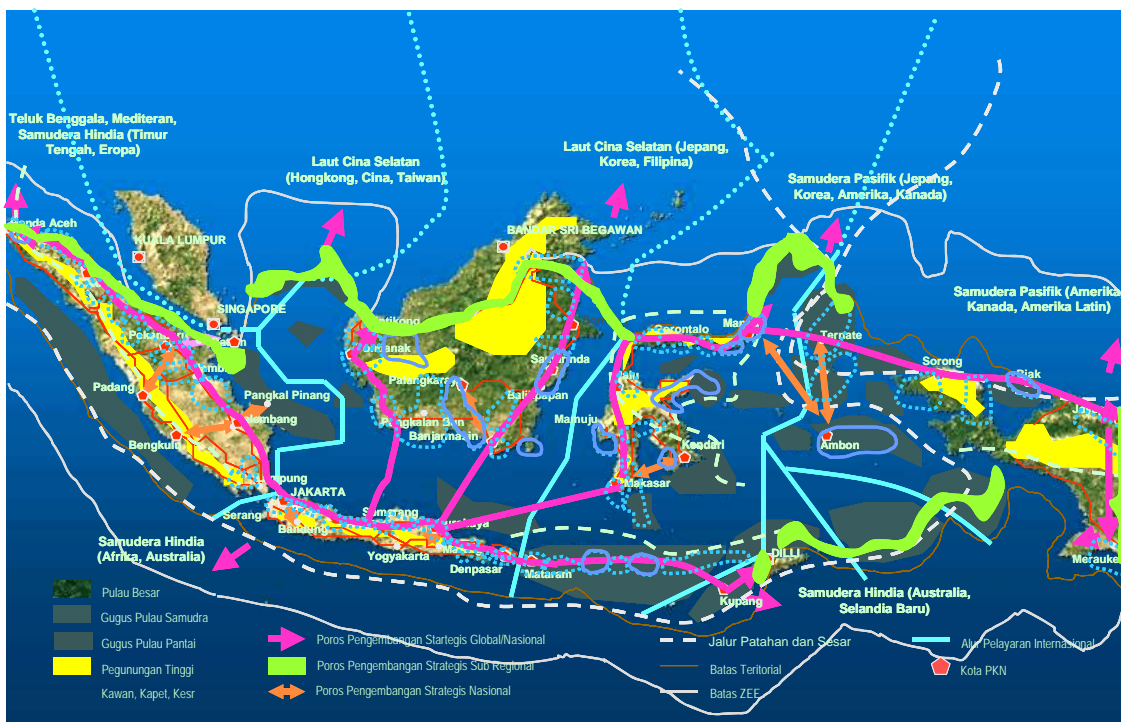 Teluk Benggala, Mediteran,
Samudera Hindia (Timur
Tengah, Eropa)
Laut Cina Selatan
(Hongkong, Cina, Taiwan)
Laut Cina Selatan (Jepang,
Korea, Filipina)
Samudera Pasifik (Jepang,
Korea, Amerika, Kanada)
Samudera Pasifik (Amerika
Kanada, Amerika Latin)
Aceh
KUALA LUMPUR
BANDAR SRI BEGAWAN
SINGAPORE
Gorontalo
Ternate
Sorong
Biak
Padang
Pangkal Pinang
Bengkulu
Palangkaraya
Pangkalan Bun
Banjarmasin
Balikpapan
Samarinda
Mamuju
Kendari
Makasar
Ambon
JAKARTA
Serang
Bandung
Semarang
Yogyakarta
Denpasar
Mataram
Kupang
DILLI
Merauke
Samudera Hindia
(Afrika, Australia)
Samudera Hindia (Australia,
Selandia Baru)
Pulau Besar
Gugus Pulau Samudra
Gugus Pulau Pantai
Pegunungan Tinggi
Kawan, Kapet, Kesr
Poros Pengembangan Startegis Global/Nasional
Poros Pengembangan Strategis Sub Regional
Poros Pengembangan Strategis Nasional
Jalur Patahan dan Sesar
Batas Teritorial
Batas ZEE
Alur Pelayaran Internasional
Kota PKN